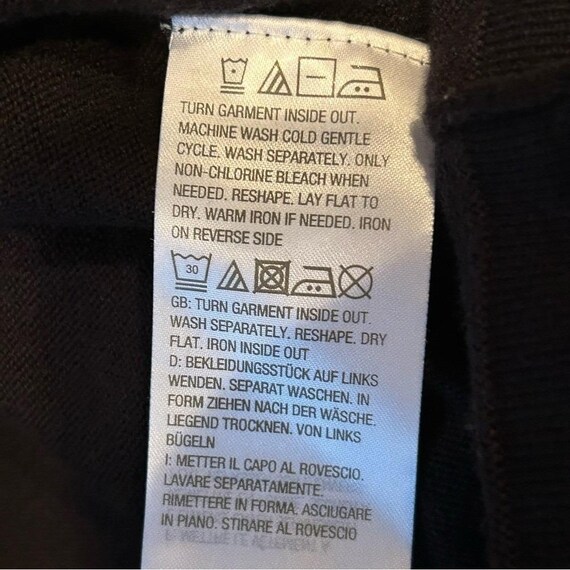 TURN GARMENT INSIDE OUT.
MACHINE WASH COLD GENTLE
CYCLE. WASH SEPARATELY. ONLY
NON-CHLORINE BLEACH WHEN
NEEDED. RESHAPE. LAY FLAT TO
DRY. WARM IRON IF NEEDED. IRON
ON REVERSE SIDE
30
GB: TURN GARMENT INSIDE OUT.
WASH SEPARATELY. RESHAPE. DRY
FLAT. IRON INSIDE OUT
D: BEKLEIDUNGSSTÜCK AUF LINKS
WENDEN. SEPARAT WASCHEN. IN
FORM ZIEHEN NACH DER WÄSCHE.
LIEGEND TROCKNEN. VON LINKS
BÜGELN
I: METTER IL CAPO AL ROVESCIO.
LAVARE SEPARATAMENTE.
RIMETTERE IN FORMA. ASCIUGARE
IN PIANO. STIRARE AL ROVESCIO